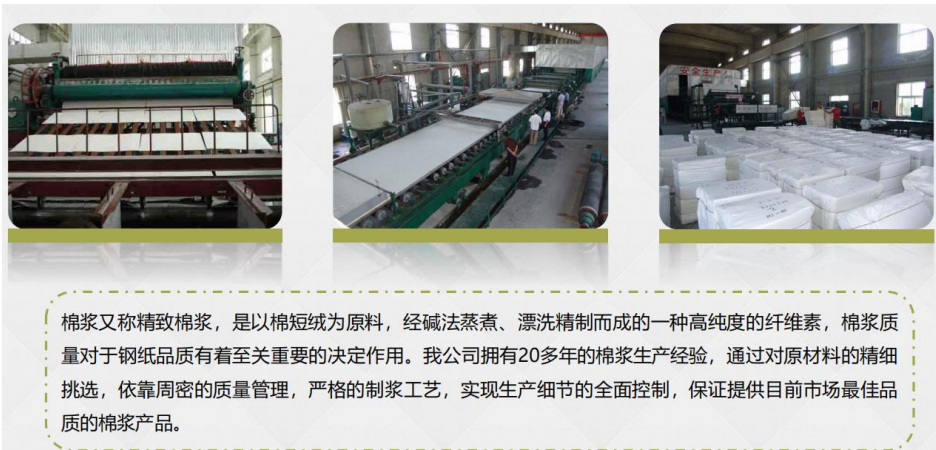 安全生产
棉浆又称精致棉浆，是以棉短绒为原料，经碱法蒸煮、漂洗精制而成的一种高纯度的纤维素，棉浆质
量对于钢纸品质有着至关重要的决定作用。我公司拥有20多年的棉浆生产经验，通过对原材料的精细
挑选，依靠周密的质量管理，严格的制浆工艺，实现生产细节的全面控制，保证提供目前市场最佳品
质的棉浆产品。